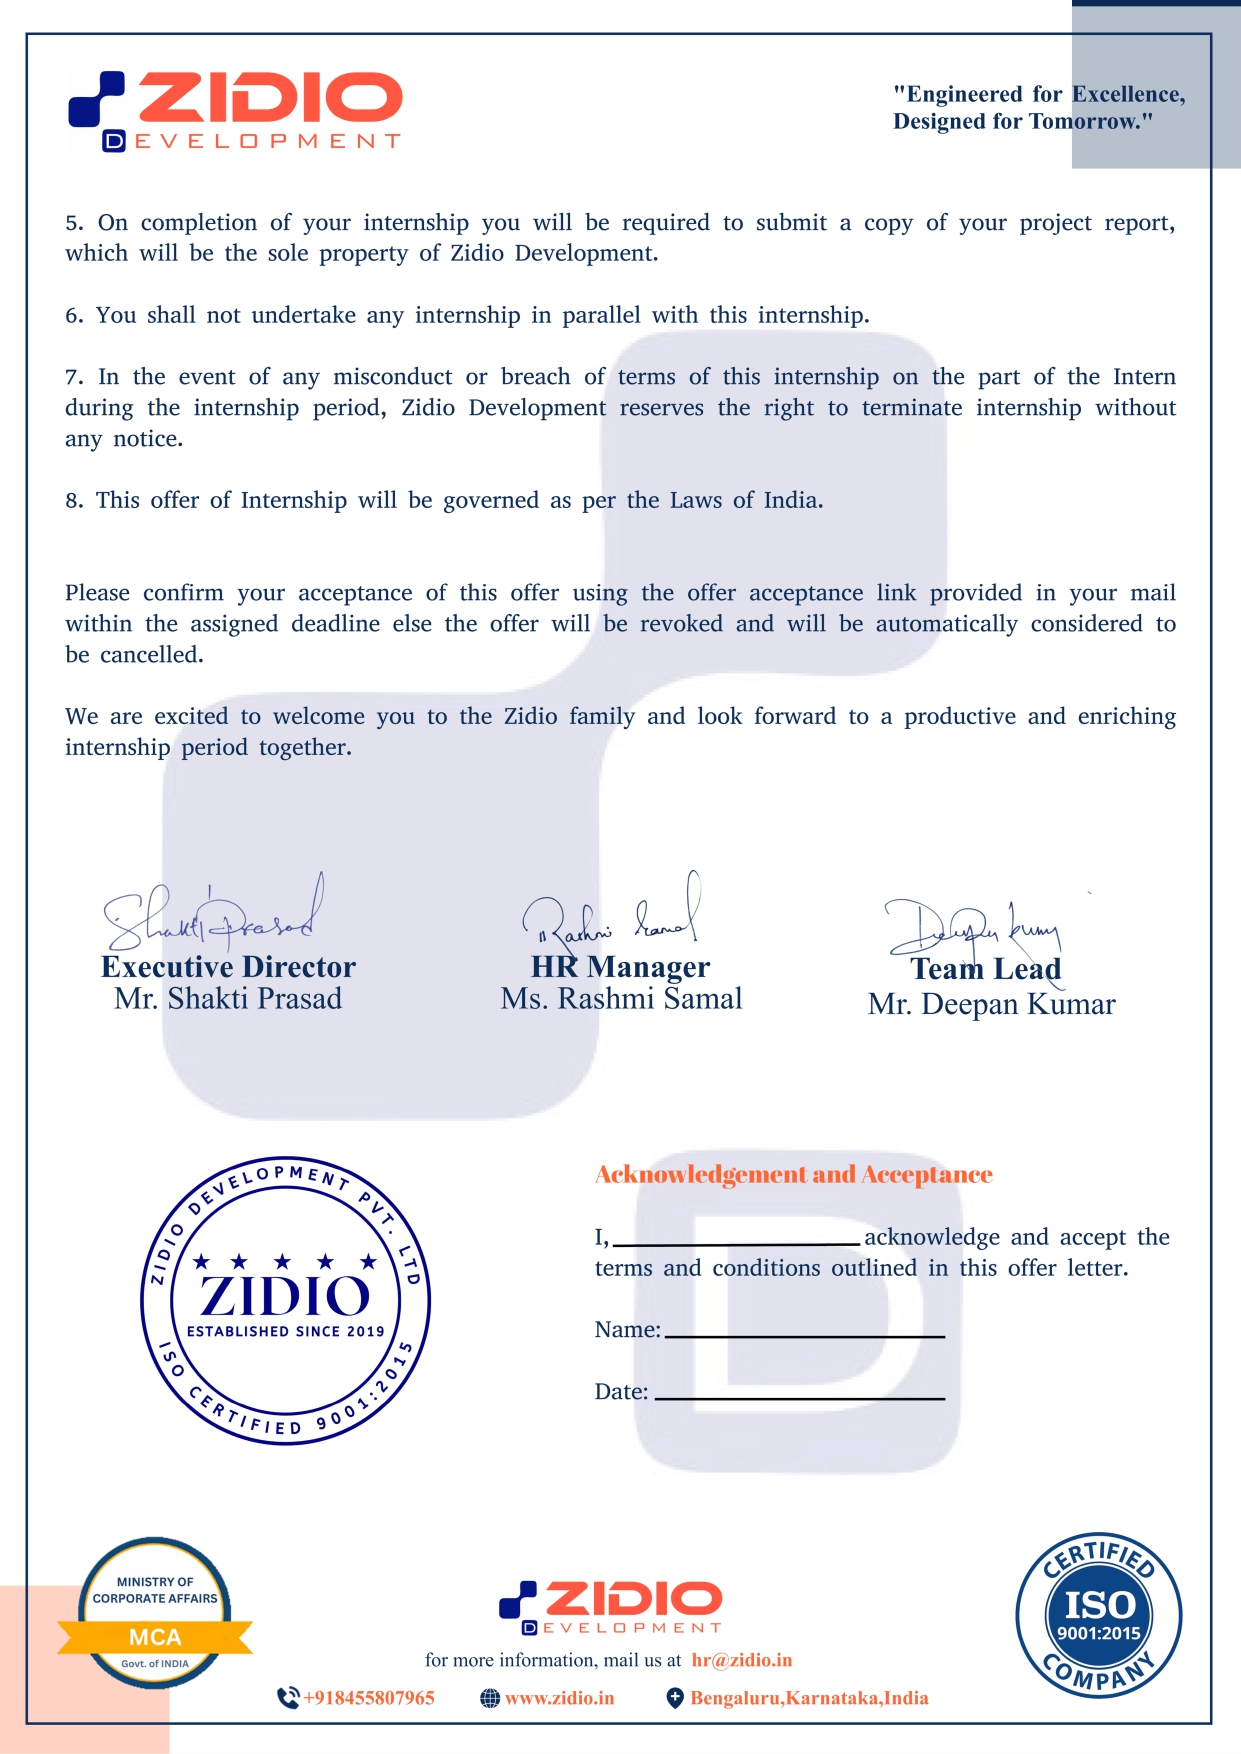 ZIDIO
DEVELOPMENT
"Engineered for Excellence,
Designed for Tomorrow."
5. On completion of your internship you will be required to submit a copy of your project report,
which will be the sole property of Zidio Development.
6. You shall not undertake any internship in parallel with this internship.
7. In the event of any misconduct or breach of terms of this internship on the part of the Intern
during the internship period, Zidio Development reserves the right to terminate internship without
any notice.
8. This offer of Internship will be governed as per the Laws of India.
Please confirm your acceptance of this offer using the offer acceptance link provided in your mail
within the assigned deadline else the offer will be revoked and will be automatically considered to
be cancelled.
We are excited to welcome you to the Zidio family and look forward to a productive and enriching
internship period together.
Shakti Prasad
Rashmi Samal
Deepan Kumar
Executive Director
Mr. Shakti Prasad
HR Manager
Ms. Rashmi Samal
Team Lead
Mr. Deepan Kumar
ZIDIO DEVELOPMENT PVT. LTD
ZIDIO
ESTABLISHED SINCE 2019
ISO CERTIFIED 9001:2015
Acknowledgement and Acceptance
I, acknowledge and accept the
terms and conditions outlined in this offer letter.
Name:
Date:
D
MINISTRY OF
CORPORATE AFFAIRS
MCA
Govt. of INDIA
ZIDIO
DEVELOPMENT
for more information, mail us at hr@zidio.in
+918455807965 www.zidio.in Bengaluru,Karnataka,India
CERTIFIED
ISO
9001:2015
COMPANY